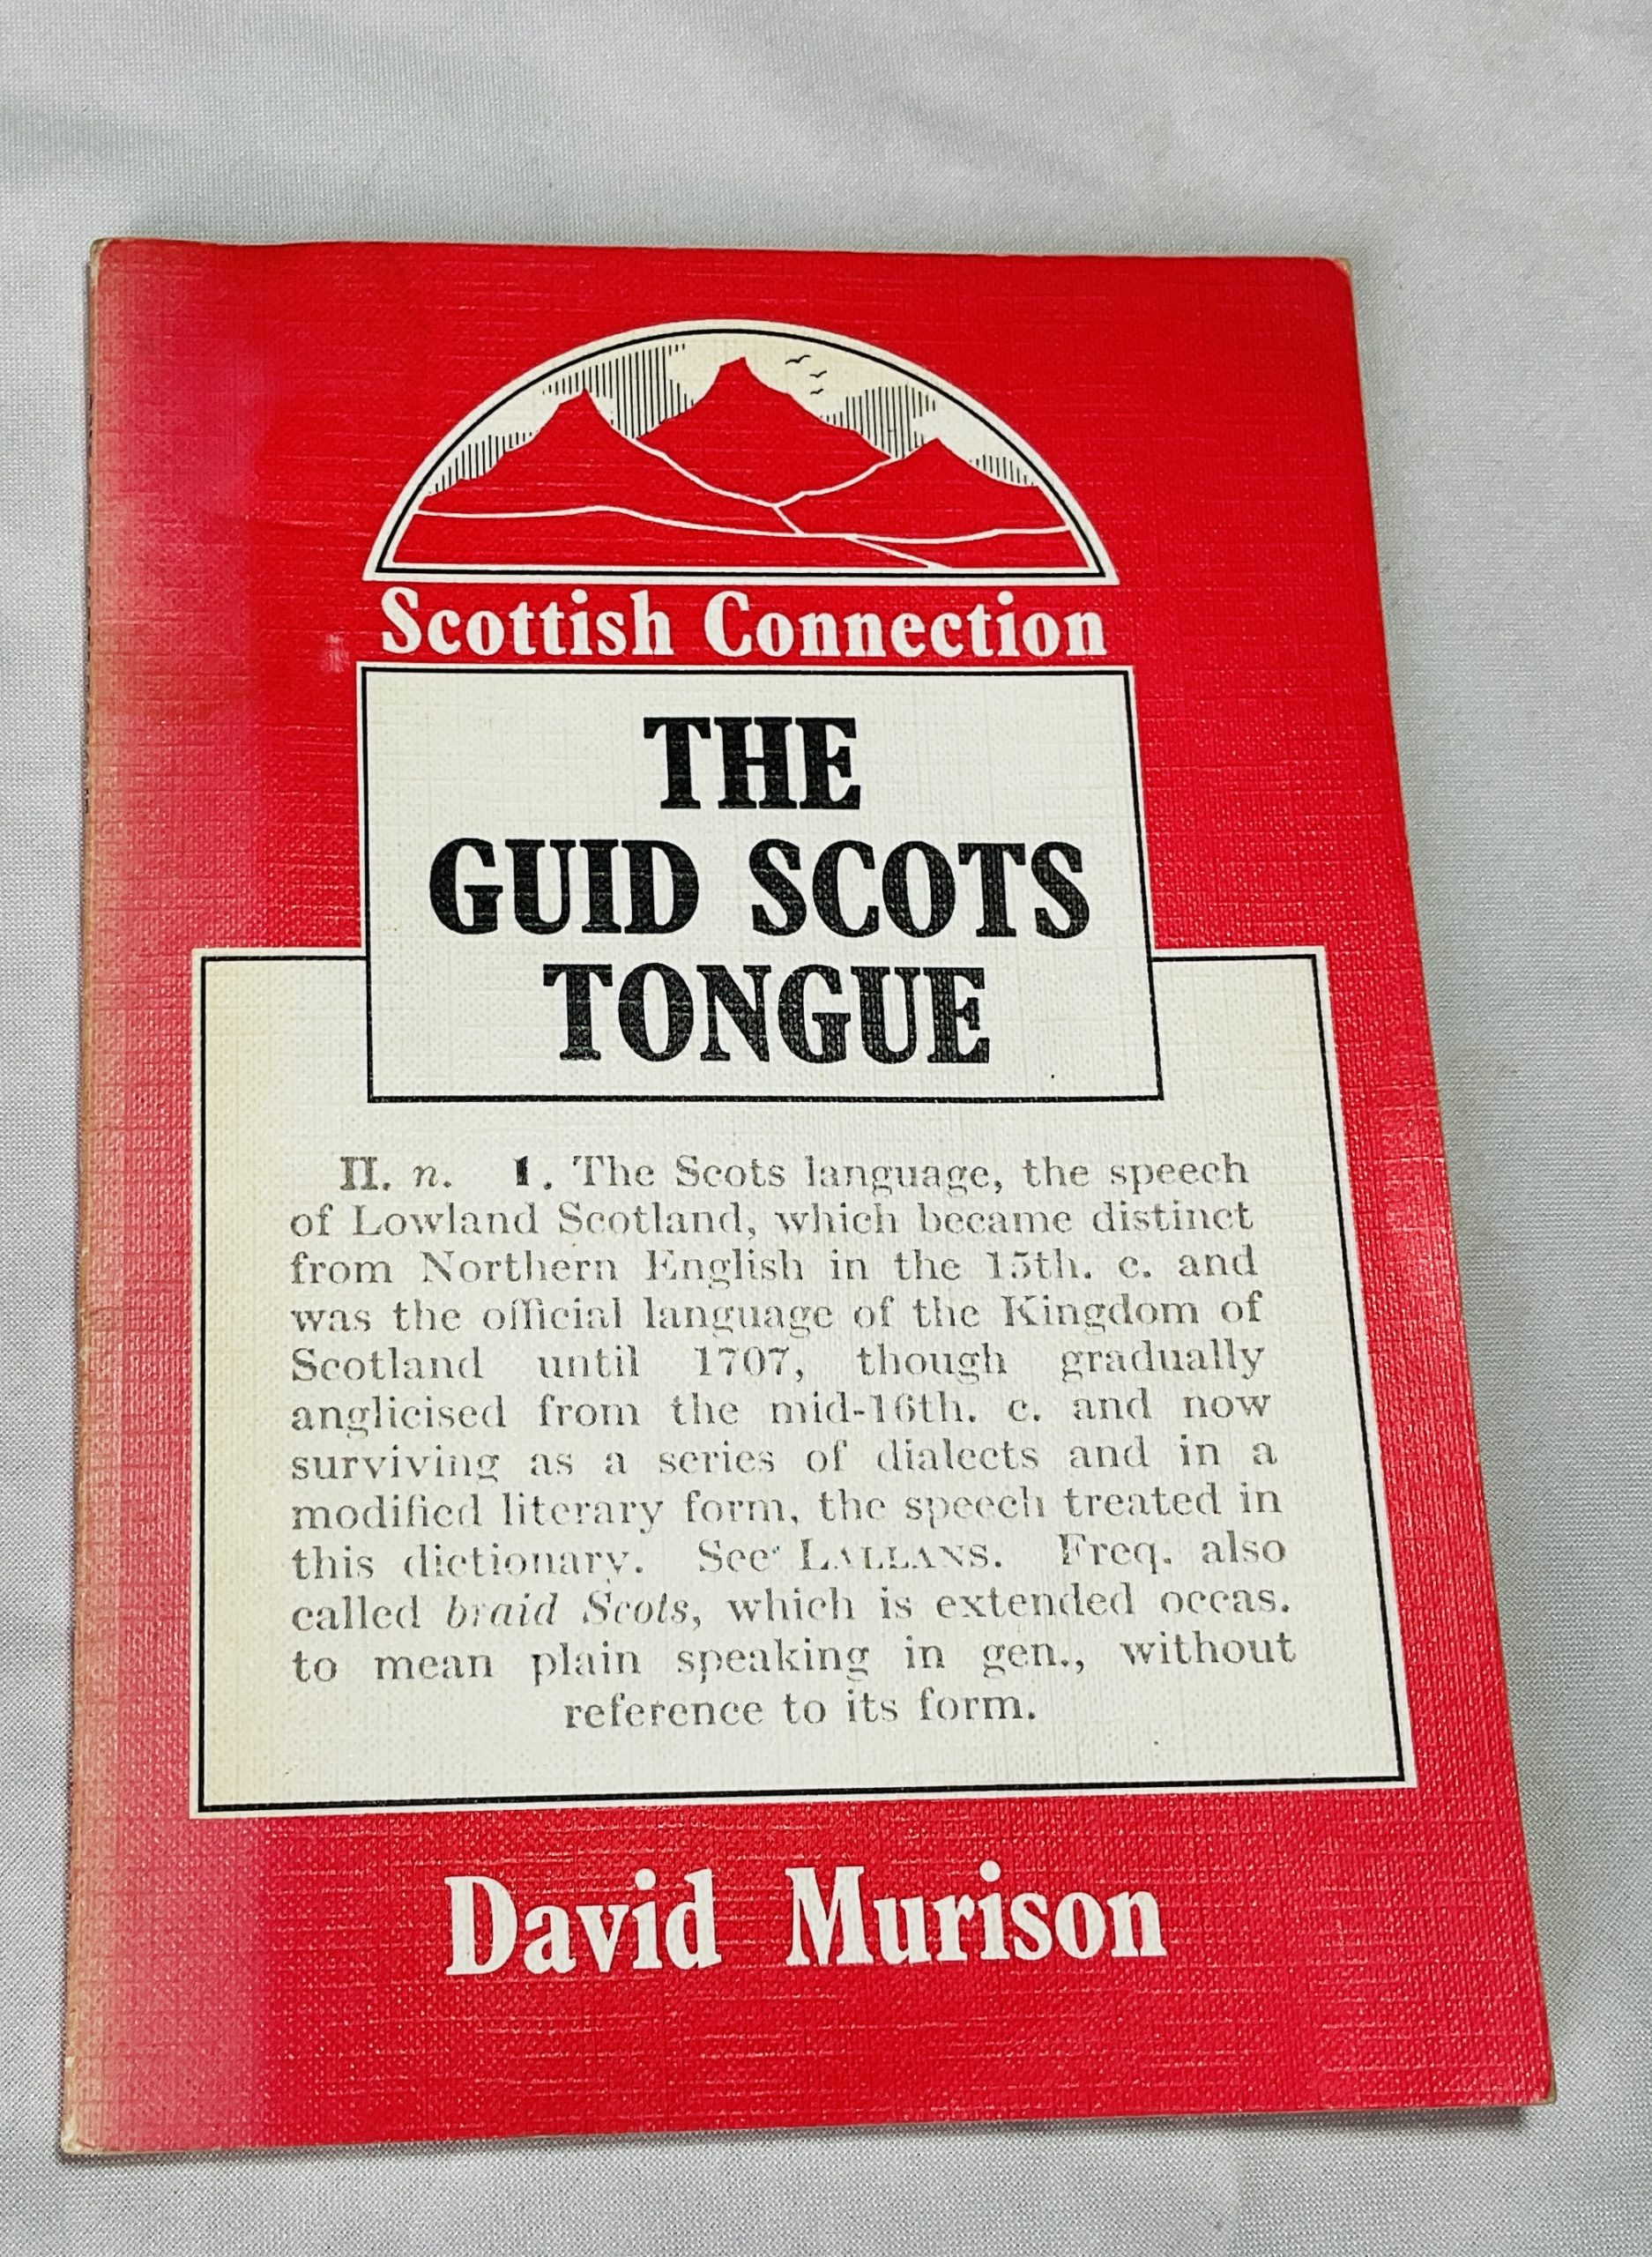 Scottish Connection
THE
GUID SCOTS
TONGUE
II. n. 1. The Scots language, the speech
of Lowland Scotland, which became distinct
from Northern English in the 15th. c. and
was the official language of the Kingdom of
Scotland until 1707, though gradually
anglicised from the mid-16th. c. and now
surviving as a series of dialects and in a
modified literary form, the speech treated in
this dictionary. See LALLANS. Freq. also
called braid Scots, which is extended occas.
to mean plain speaking in gen., without
reference to its form.
David Murison